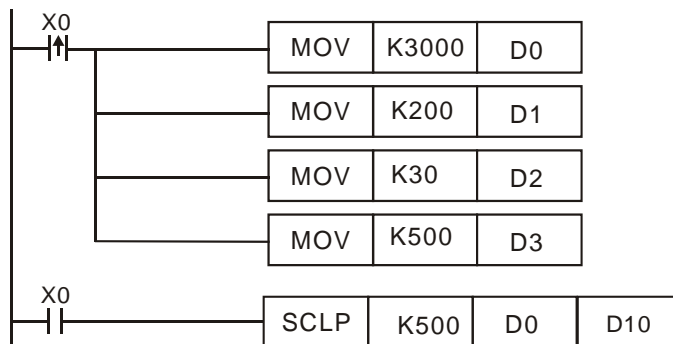 X0
MOV K3000 D0
MOV K200 D1
MOV K30 D2
MOV K500 D3
X0
SCLP K500 D0 D10